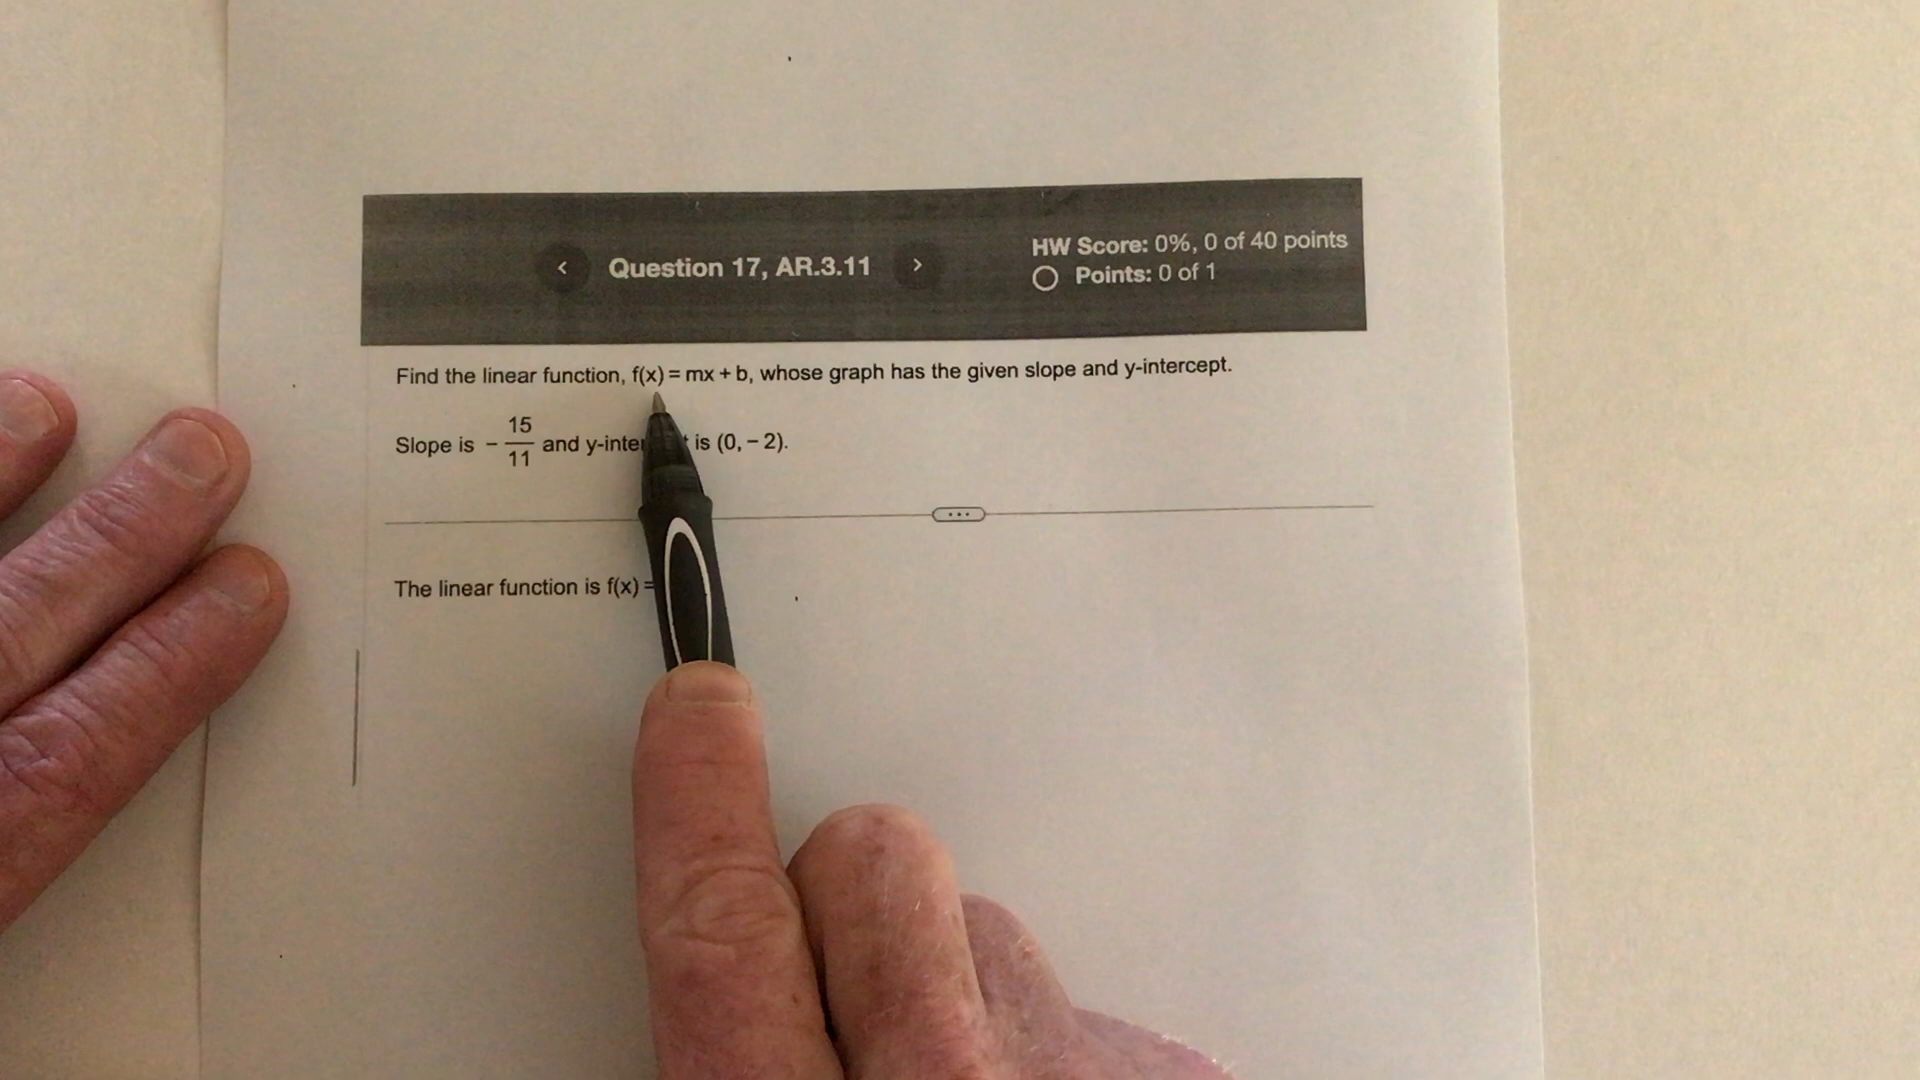 < Question 17, AR.3.11 >
HW Score: 0%, 0 of 40 points
Points: 0 of 1
Find the linear function, f(x) = mx + b, whose graph has the given slope and y-intercept.
Slope is - 15/11 and is (0, - 2).
The linear function is f(x) =